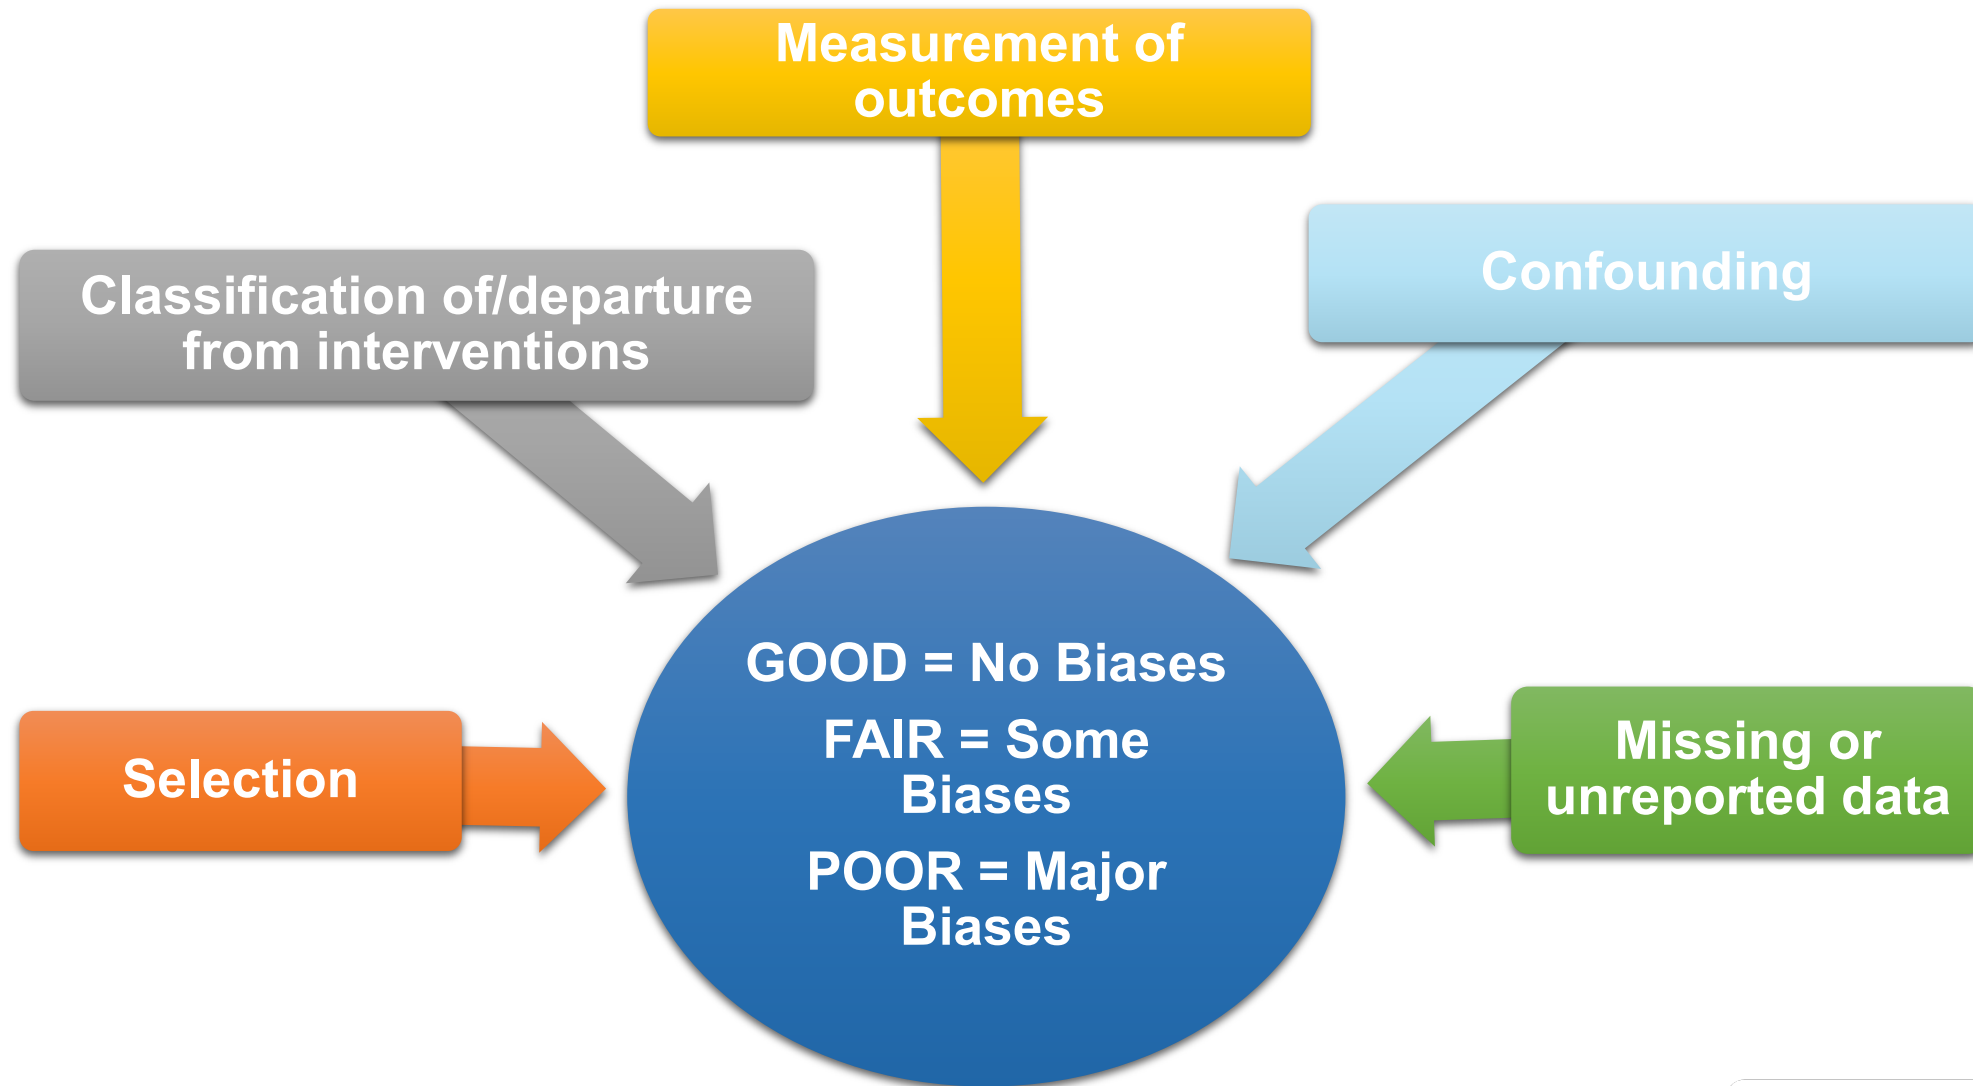 Measurement of
outcomes
Confounding
Classification of/departure
from interventions
GOOD = No Biases
FAIR = Some
Biases
POOR = Major
Biases
Selection
Missing or
unreported data